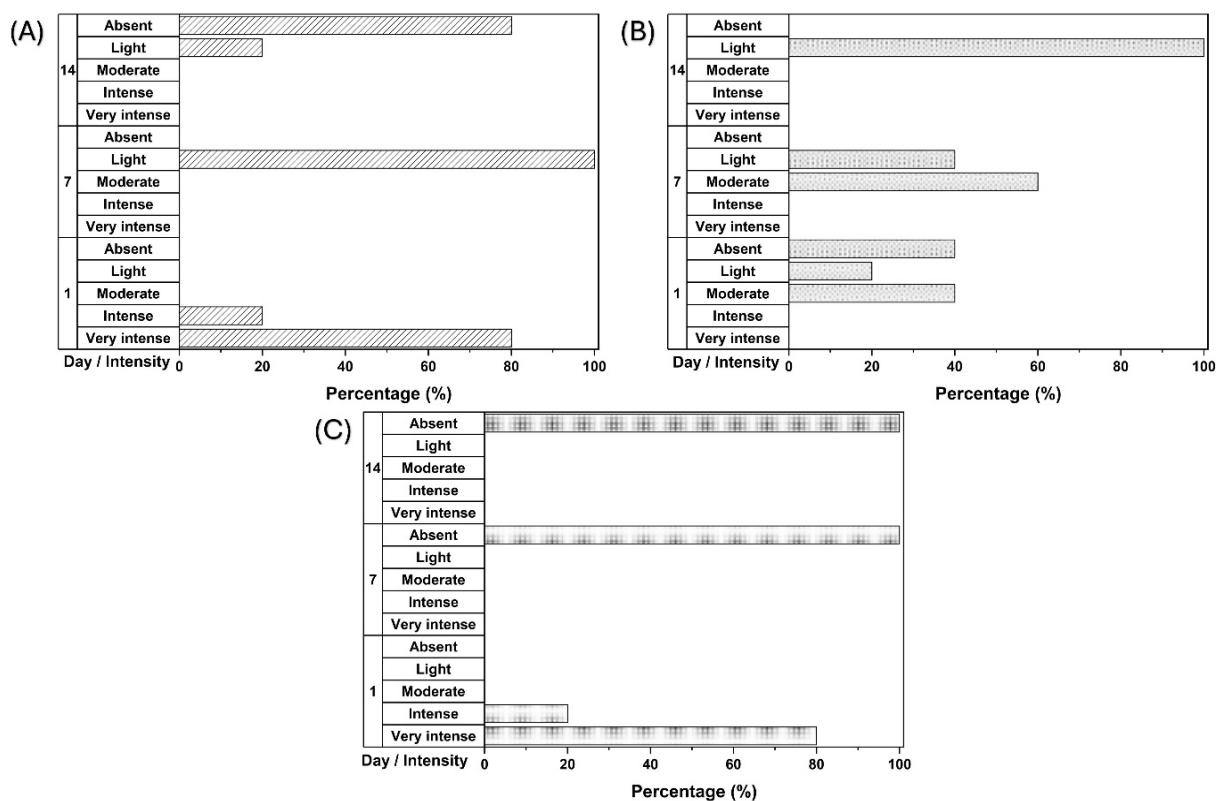 (A)
14
Absent
Light
Moderate
Intense
Very intense
7
Absent
Light
Moderate
Intense
Very intense
1
Absent
Light
Moderate
Intense
Very intense
Day / Intensity
0 20 40 60 80 100
Percentage (%)
(B)
14
Absent
Light
Moderate
Intense
Very intense
7
Absent
Light
Moderate
Intense
Very intense
1
Absent
Light
Moderate
Intense
Very intense
Day / Intensity
0 20 40 60 80 100
Percentage (%)
(C)
14
Absent
Light
Moderate
Intense
Very intense
7
Absent
Light
Moderate
Intense
Very intense
1
Absent
Light
Moderate
Intense
Very intense
Day / Intensity
0 20 40 60 80 100
Percentage (%)